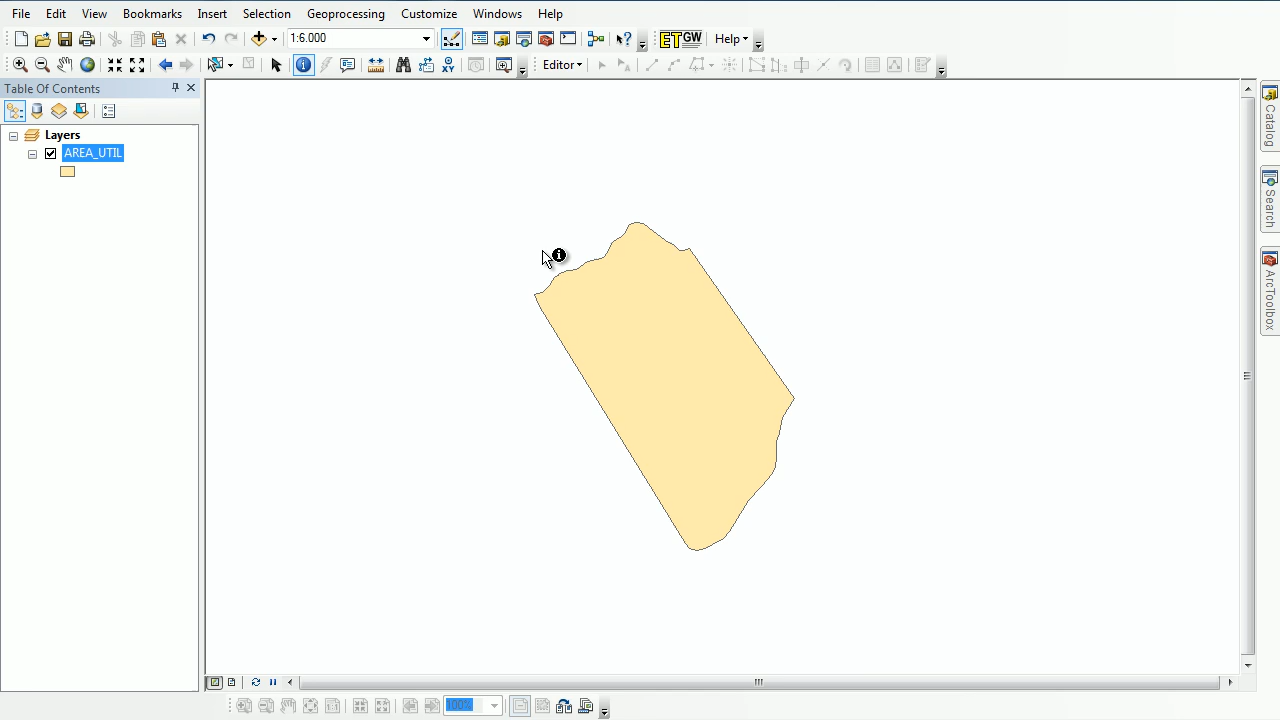 File Edit View Bookmarks Insert Selection Geoprocessing Customize Windows Help
1:6.000 ETGW Help
Editor
Table Of Contents
Layers
AREA_UTIL
Catalog
Search
ArcToolbox
100%